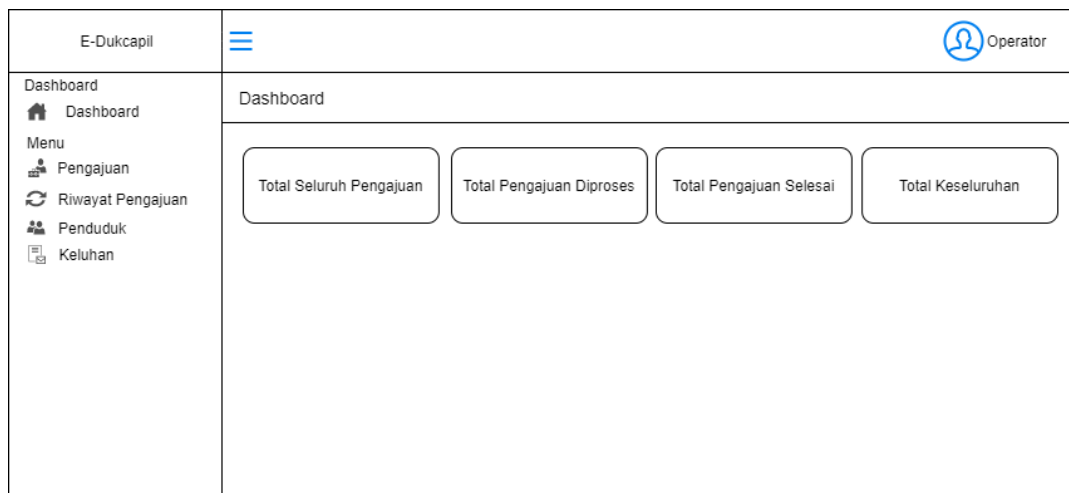 E-Dukcapil
Operator
Dashboard
Dashboard
Menu
Pengajuan
Riwayat Pengajuan
Penduduk
Keluhan
Dashboard
Total Seluruh Pengajuan
Total Pengajuan Diproses
Total Pengajuan Selesai
Total Keseluruhan